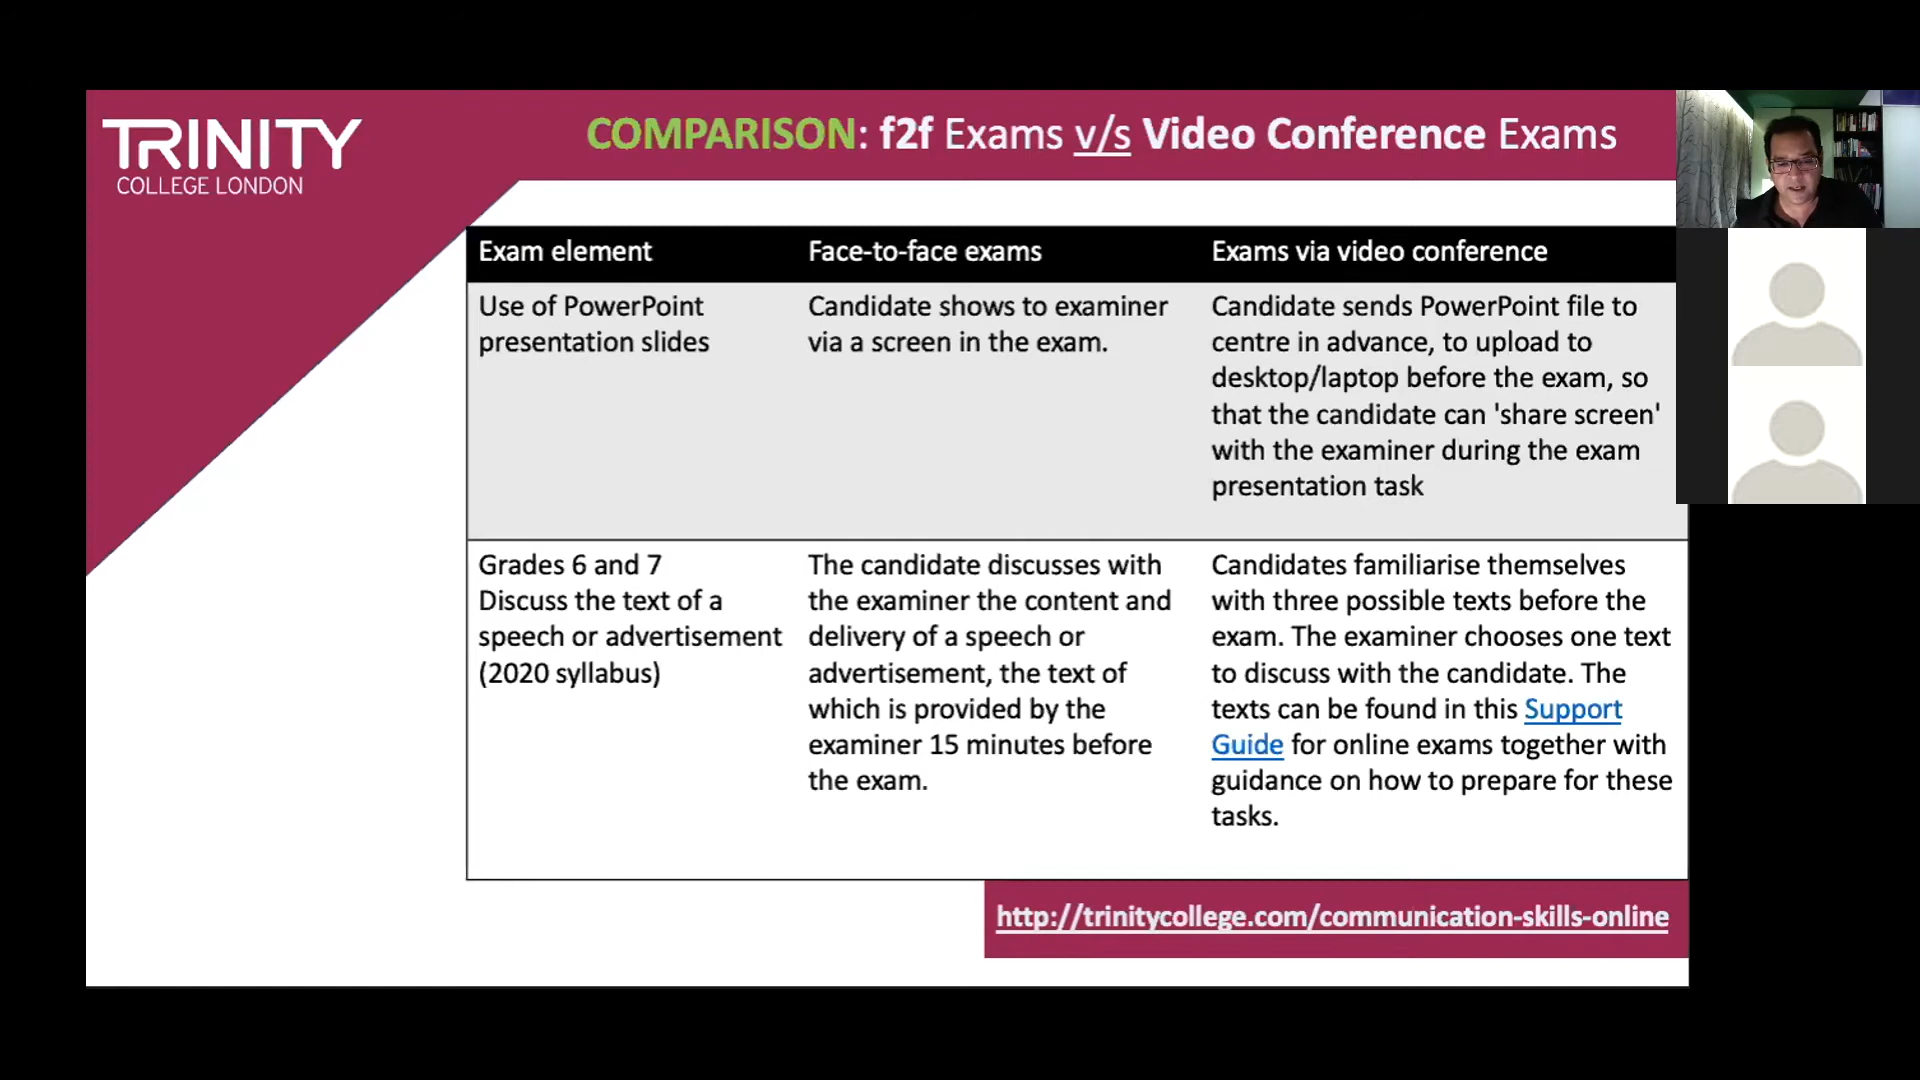 TRINITY
COLLEGE LONDON
COMPARISON: f2f Exams v/s Video Conference Exams
Exam element
Face-to-face exams
Exams via video conference
Use of PowerPoint
presentation slides
Candidate shows to examiner
via a screen in the exam.
Candidate sends PowerPoint file to
centre in advance, to upload to
desktop/laptop before the exam, so
that the candidate can 'share screen'
with the examiner during the exam
presentation task
Grades 6 and 7
Discuss the text of a
speech or advertisement
(2020 syllabus)
The candidate discusses with
the examiner the content and
delivery of a speech or
advertisement, the text of
which is provided by the
examiner 15 minutes before
the exam.
Candidates familiarise themselves
with three possible texts before the
exam. The examiner chooses one text
to discuss with the candidate. The
texts can be found in this Support
Guide for online exams together with
guidance on how to prepare for these
tasks.
http://trinitycollege.com/communication-skills-online